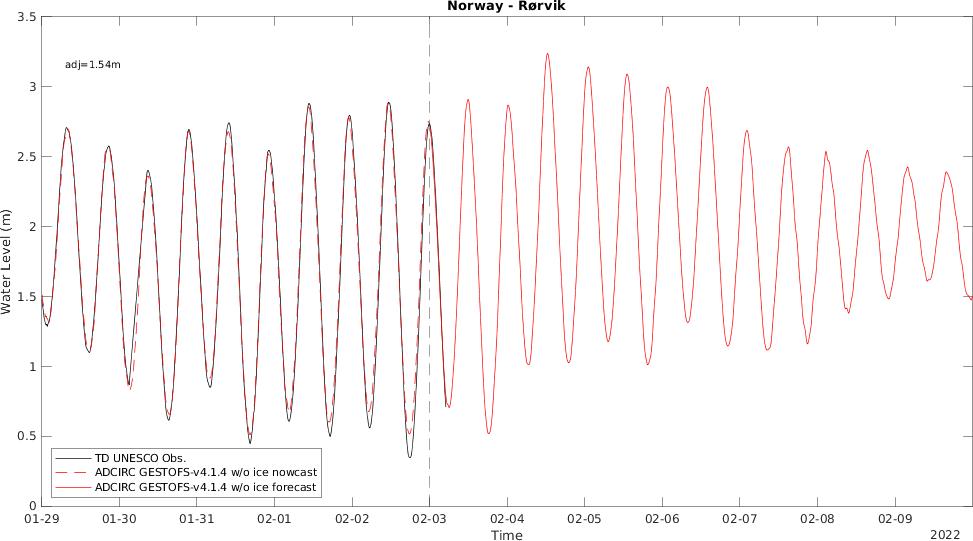 Norway - Rørvik
3.5
adj=1.54m
3
2.5
2
1.5
1
0.5
0
Water Level (m)
TD UNESCO Obs.
ADCIRC GESTOFS-v4.1.4 w/o ice nowcast
ADCIRC GESTOFS-v4.1.4 w/o ice forecast
01-29 01-30 01-31 02-01 02-02 02-03 02-04 02-05 02-06 02-07 02-08 02-09
Time
2022